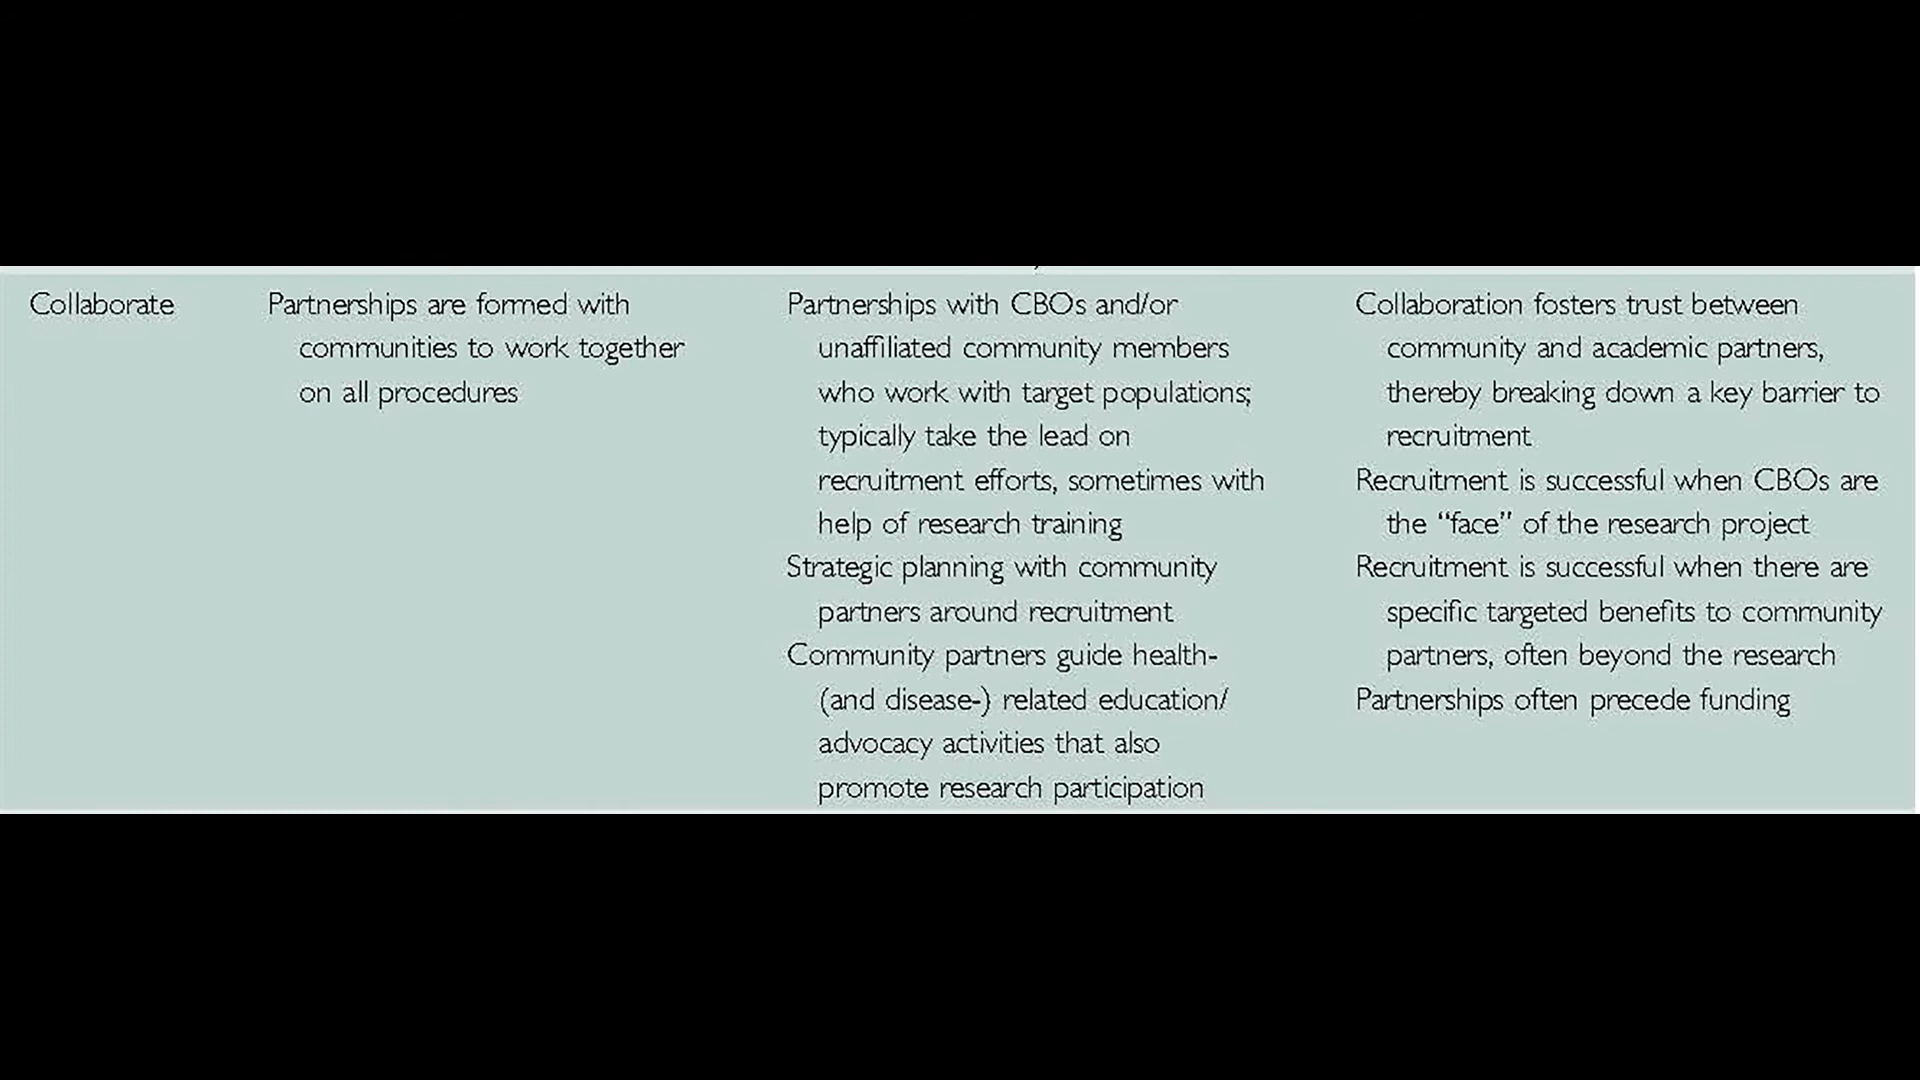 Collaborate
Partnerships are formed with
communities to work together
on all procedures
Partnerships with CBOs and/or
unaffiliated community members
who work with target populations;
typically take the lead on
recruitment efforts, sometimes with
help of research training
Strategic planning with community
partners around recruitment
Community partners guide health-
(and disease-) related education/
advocacy activities that also
promote research participation
Collaboration fosters trust between
community and academic partners,
thereby breaking down a key barrier to
recruitment
Recruitment is successful when CBOs are
the “face” of the research project
Recruitment is successful when there are
specific targeted benefits to community
partners, often beyond the research
Partnerships often precede funding